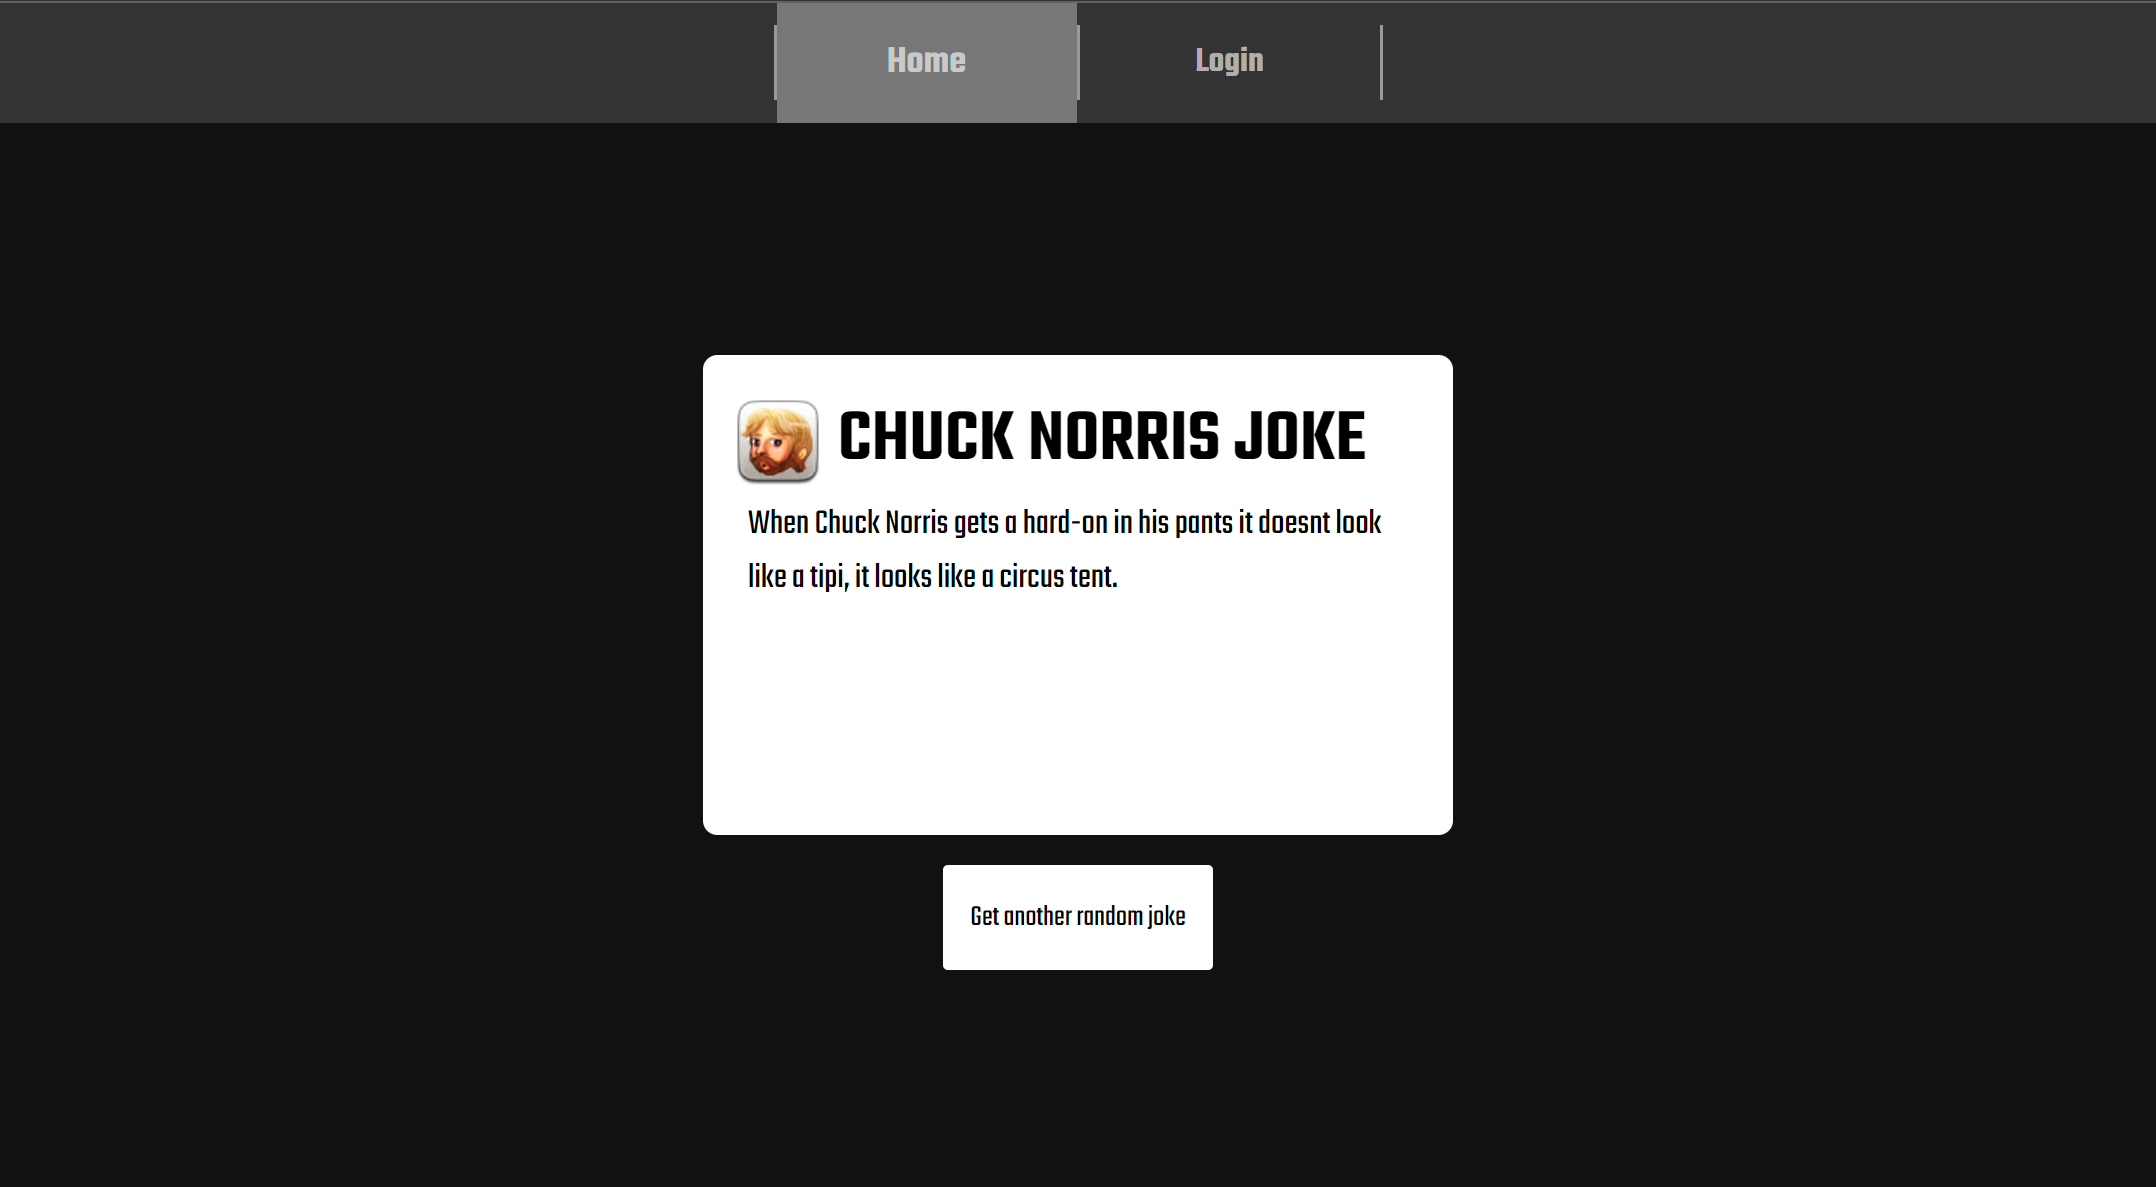 Home
Login
CHUCK NORRIS JOKE
When Chuck Norris gets a hard-on in his pants it doesnt look
like a tipi, it looks like a circus tent.
Get another random joke